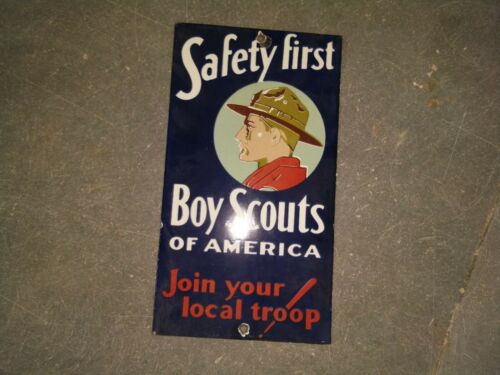 Safety first
Boy Scouts
OF AMERICA
Join your
local troop!